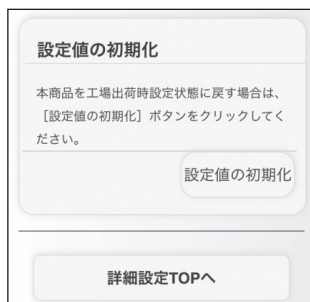 設定値の初期化
本商品を工場出荷時設定状態に戻す場合は、
［設定値の初期化］ボタンをクリックしてく
ださい。
設定値の初期化
詳細設定TOPへ